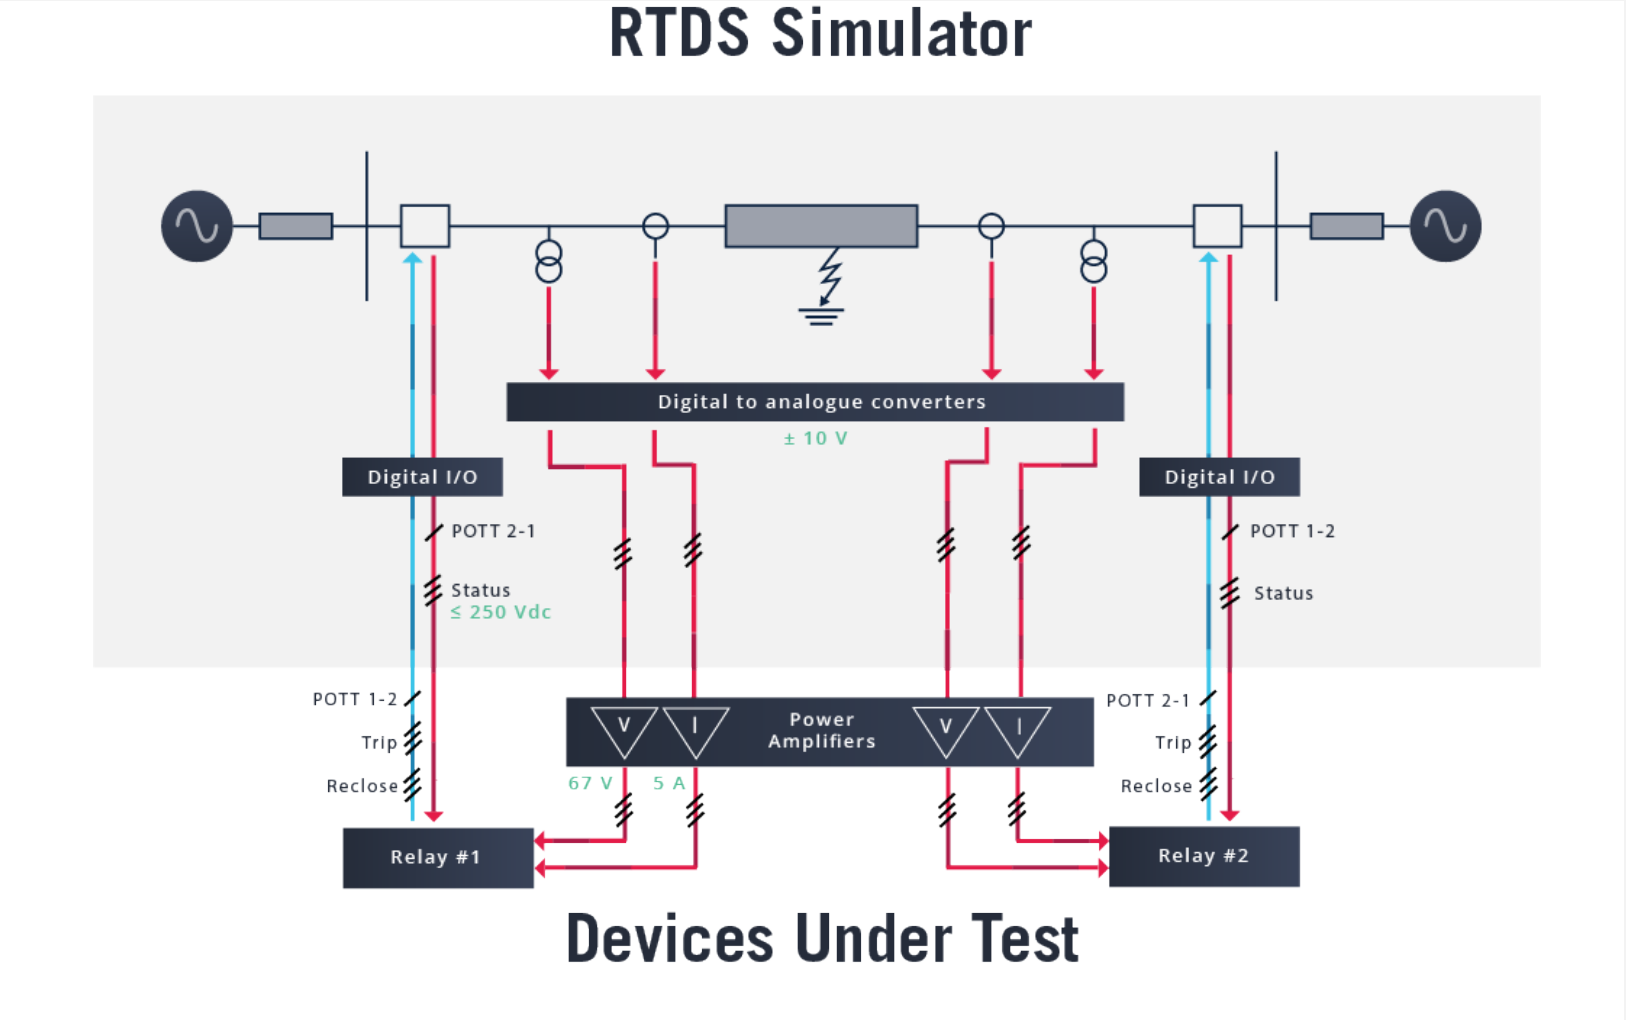 RTDS Simulator
Digital to analogue converters
± 10 V
Digital I/O
Digital I/O
POTT 2-1
POTT 1-2
Status
≤ 250 Vdc
Status
POTT 1-2
POTT 2-1
Trip
Trip
Reclose
Reclose
V
I
Power
Amplifiers
V
I
67 V
5 A
Relay #1
Relay #2
Devices Under Test